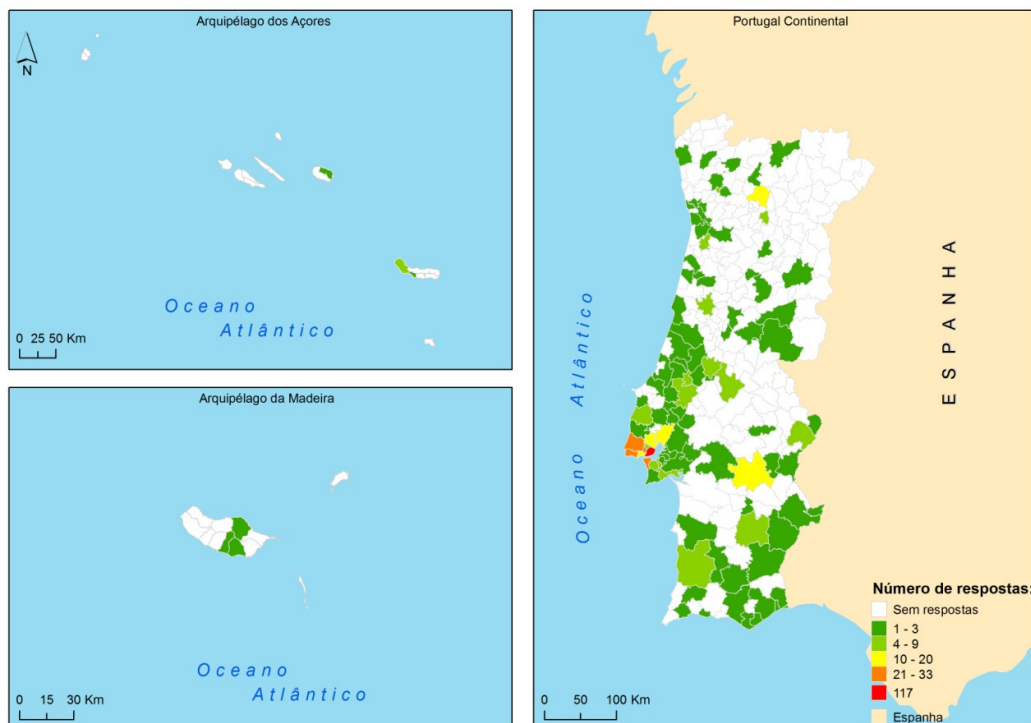 Arquipélago dos Açores
N
Oceano
Atlântico
0 25 50 Km
Arquipélago da Madeira
Oceano
Atlântico
0 15 30 Km
Portugal Continental
Oceano Atlântico
ESPANHA
Número de respostas:
Sem respostas
1 - 3
4 - 9
10 - 20
21 - 33
117
Espanha
0 50 100 Km